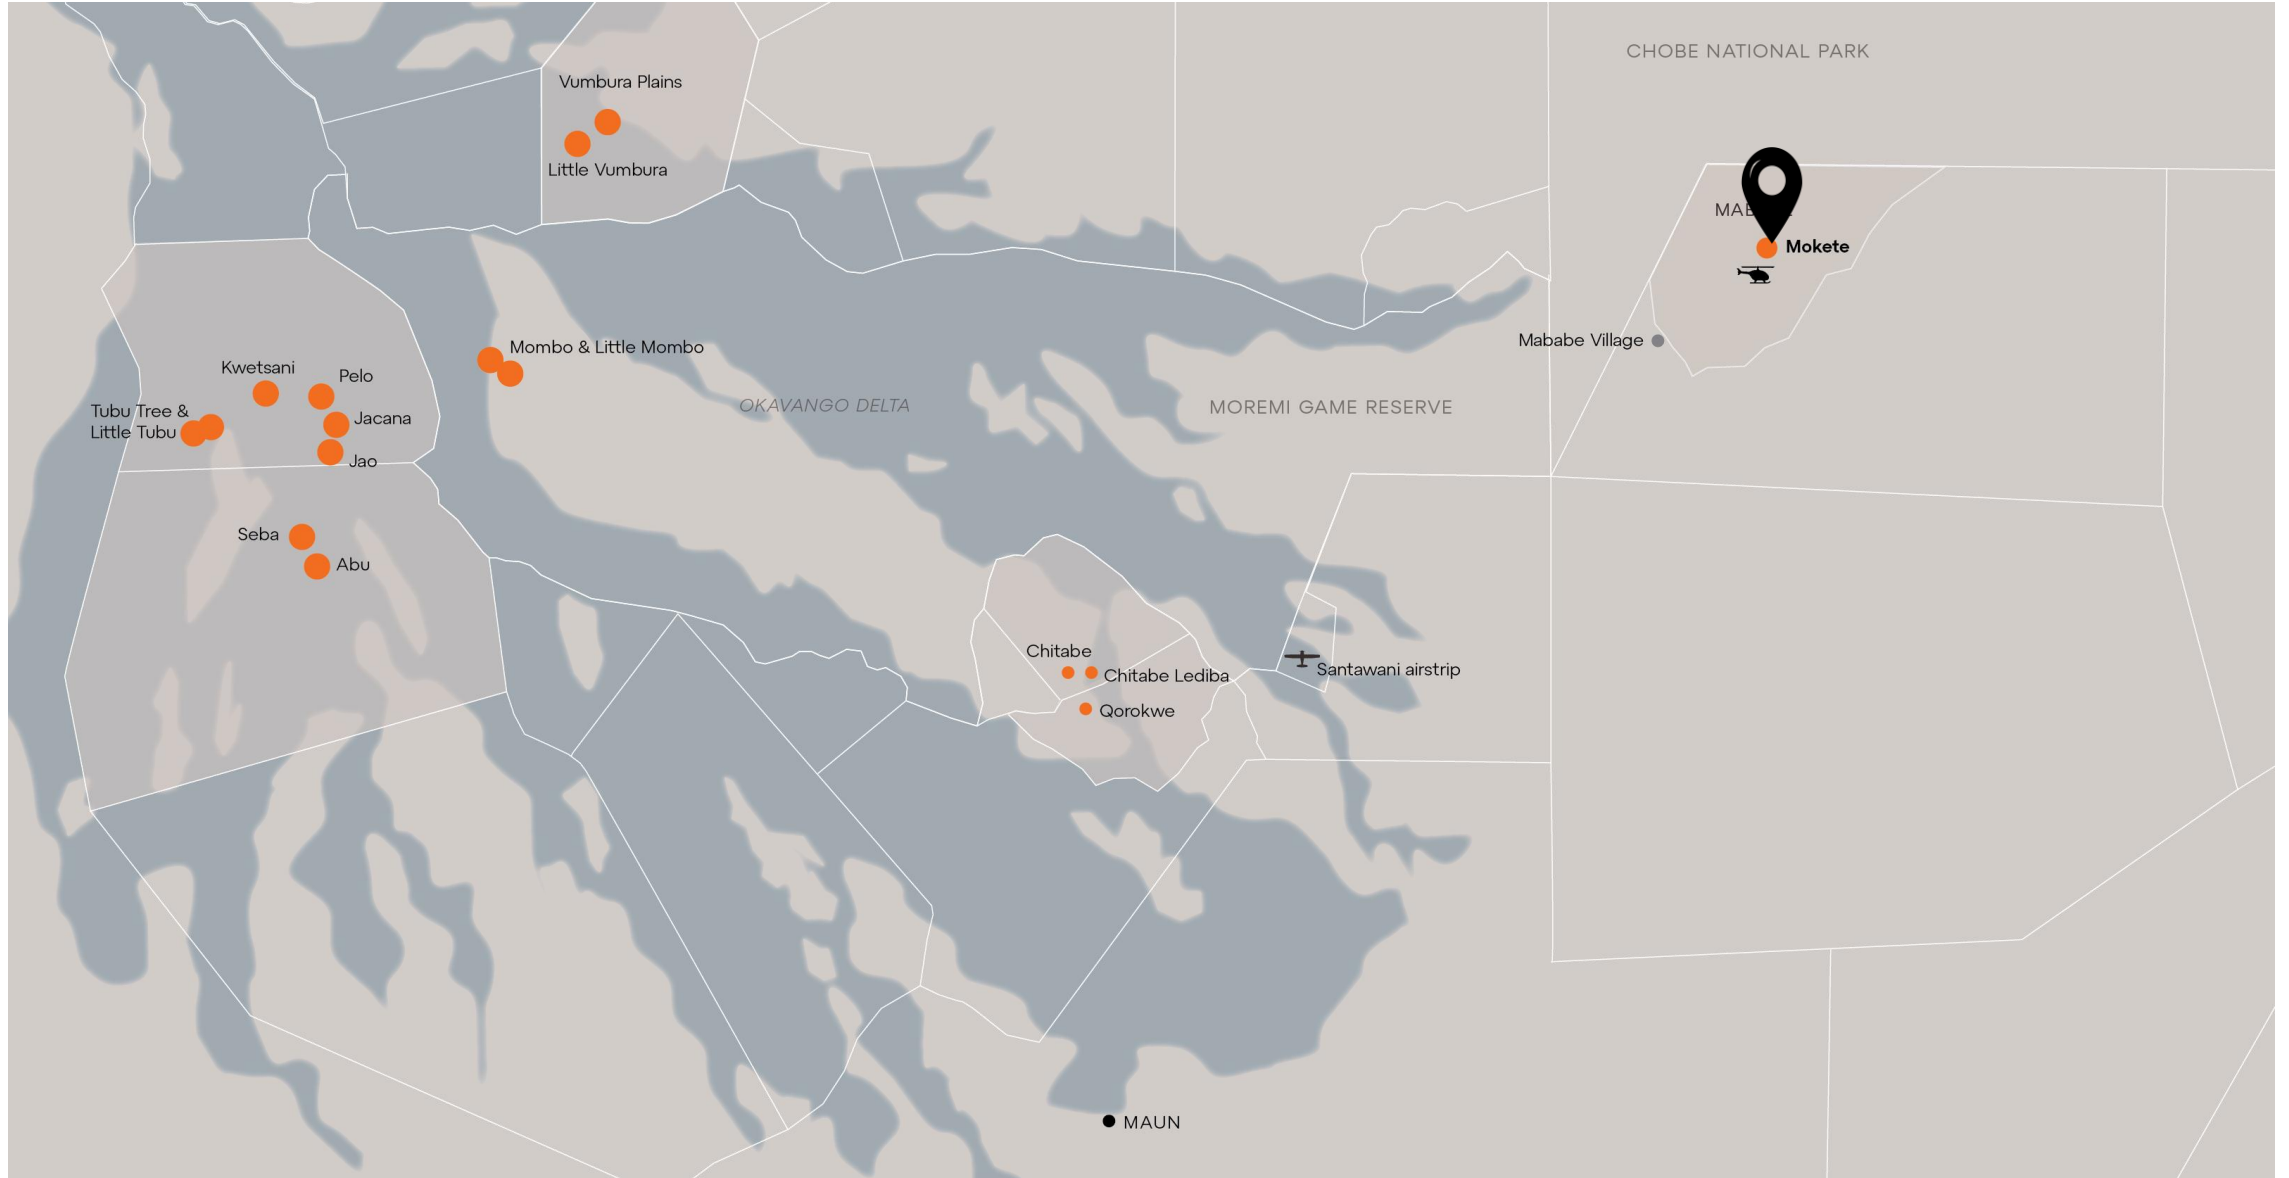 CHOBE NATIONAL PARK
Vumbura Plains
Little Vumbura
Mokete
Mababe Village
Mombo & Little Mombo
Kwetsani
Pelo
OKAVANGO DELTA
MOREMI GAME RESERVE
Tubu Tree &
Little Tubu
Jacana
Jao
Seba
Abu
Chitabe
Chitabe Lediba
Santawani airstrip
Qorokwe
MAUN